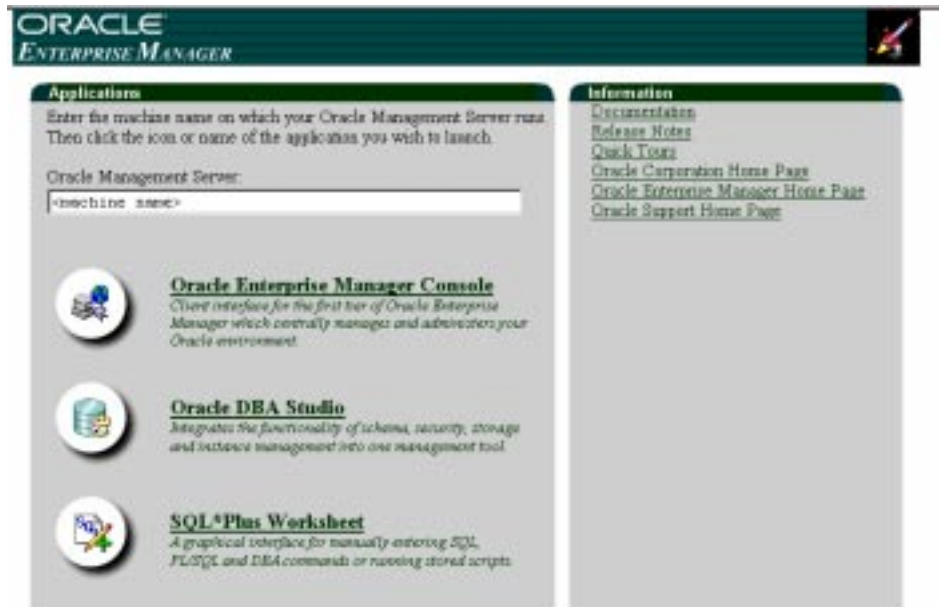 ORACLE
ENTERPRISE MANAGER
Applications
Enter the machine name on which your Oracle Management Server runs.
Then click the icon or name of the application you wish to launch.
Oracle Management Server:
<machine name>
Oracle Enterprise Manager Console
Client interface for the first tier of Oracle Enterprise
Manager which centrally manages and administers your
Oracle environment.
Oracle DBA Studio
Integrates the functionality of schema, security, storage
and instance management into one management tool.
SQL*Plus Worksheet
A graphical interface for manually entering SQL,
PL/SQL and DBA commands or running stored scripts.
Information
Documentation
Release Notes
Quick Tours
Oracle Corporation Home Page
Oracle Enterprise Manager Home Page
Oracle Support Home Page